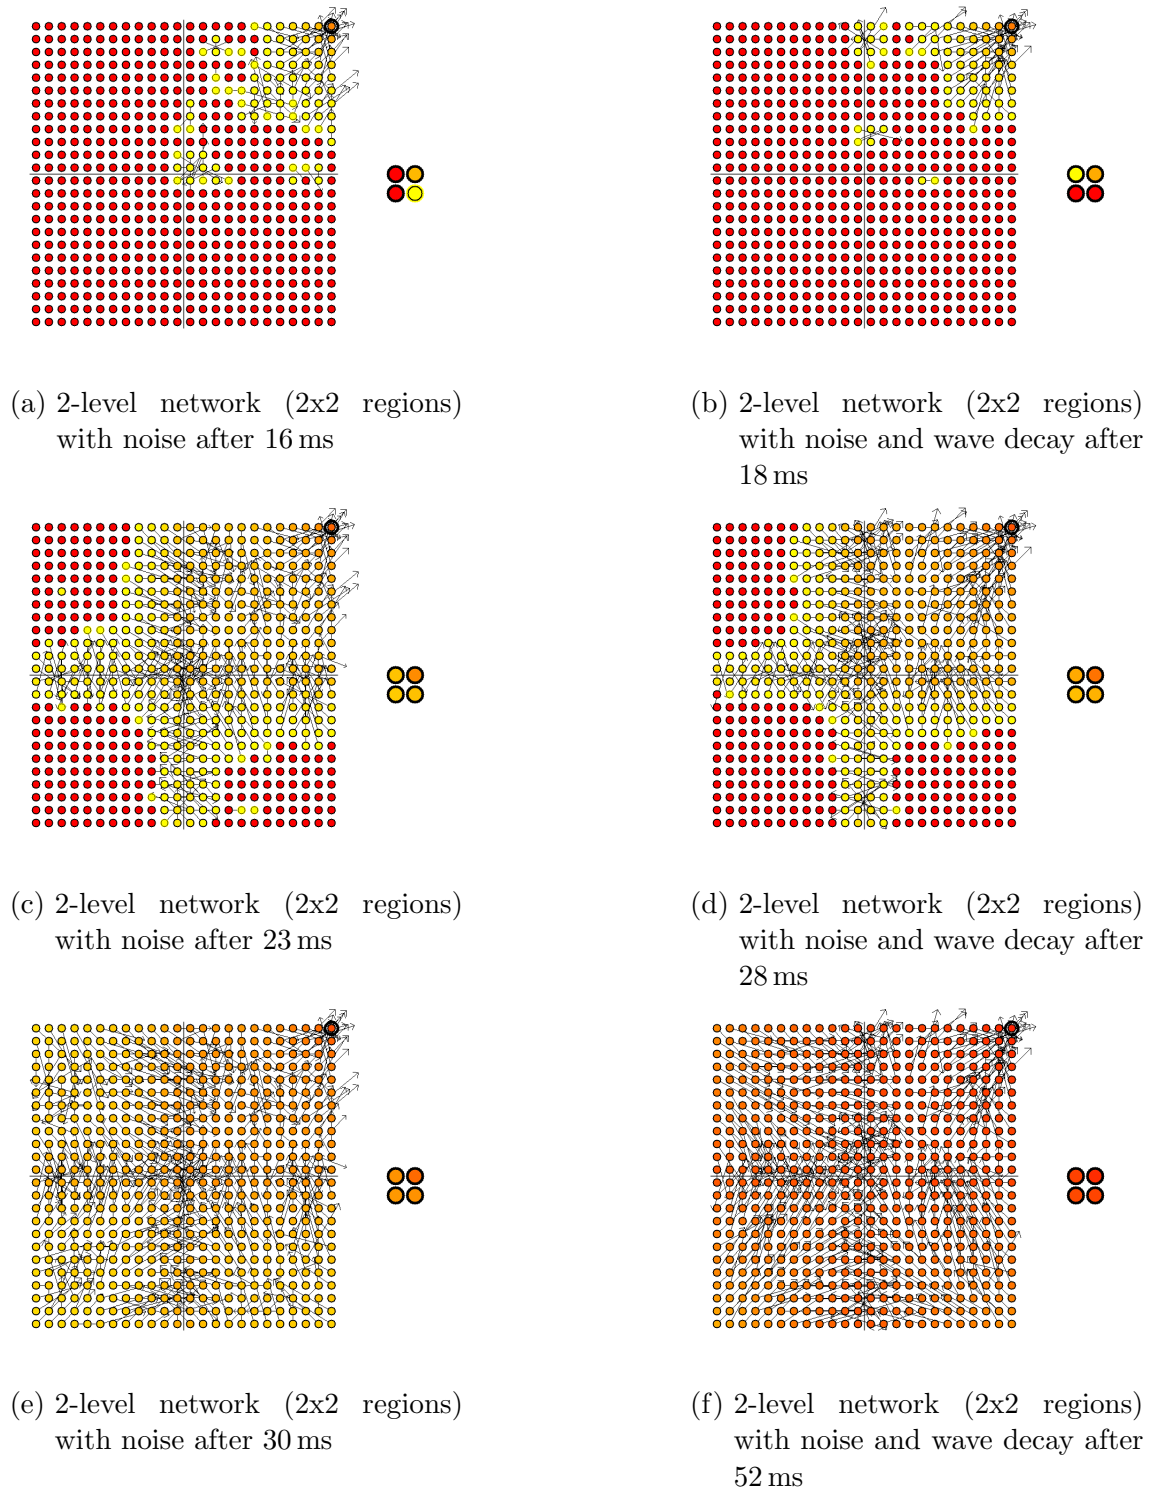 (a) 2-level network (2x2 regions)
with noise after 16 ms
(b) 2-level network (2x2 regions)
with noise and wave decay after
18 ms
(c) 2-level network (2x2 regions)
with noise after 23 ms
(d) 2-level network (2x2 regions)
with noise and wave decay after
28 ms
(e) 2-level network (2x2 regions)
with noise after 30 ms
(f) 2-level network (2x2 regions)
with noise and wave decay after
52 ms